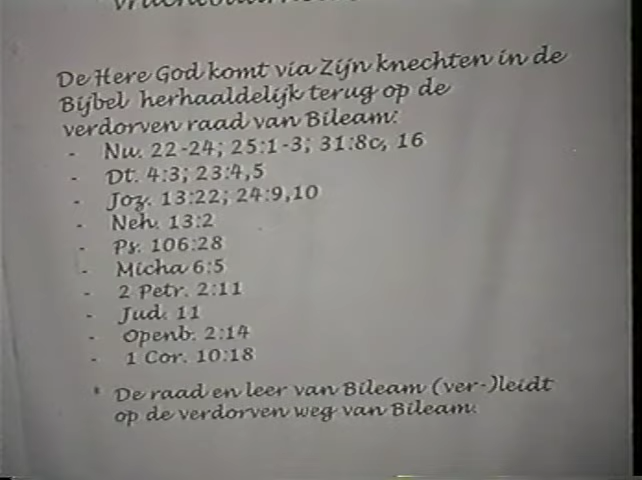 De Here God komt via Zijn knechten in de
Bijbel herhaaldelijk terug op de
verdorven raad van Bileam:
- Nu. 22-24; 25:1-3; 31:8c, 16
- Dt. 4:3; 23:4,5
- Joz. 13:22; 24:9,10
- Neh. 13:2
- Ps. 106:28
- Micha 6:5
- 2 Petr. 2:11
- Jud. 11
- Openb. 2:14
- 1 Cor. 10:18
* De raad en leer van Bileam (ver-)leidt
op de verdorven weg van Bileam.